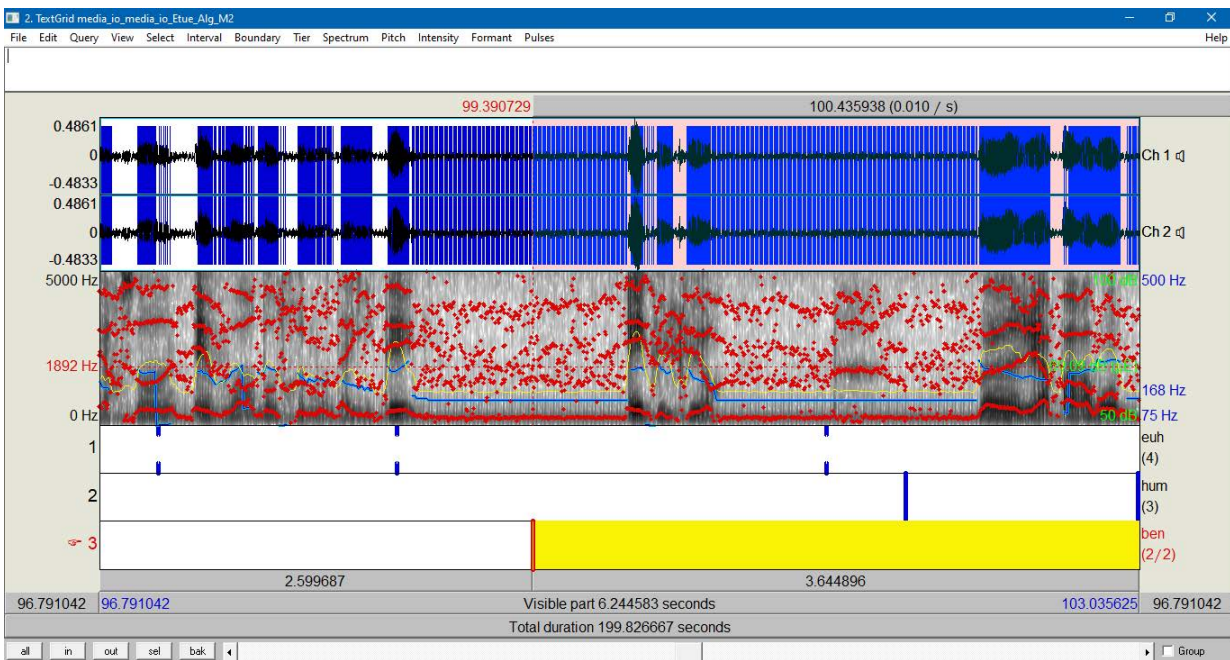 2. TextGrid media_io_media_io_Etue_Alg_M2
File Edit Query View Select Interval Boundary Tier Spectrum Pitch Intensity Formant Pulses Help
99.390729 100.435938 (0.010 / s)
0.4861
0 Ch 1
-0.4833
0.4861
0 Ch 2
-0.4833
5000 Hz 500 Hz
1892 Hz
168 Hz
0 Hz 50 dB 75 Hz
1 euh
(4)
2 hum
(3)
3 ben
(2/2)
2.599687 3.644896
96.791042 96.791042 Visible part 6.244583 seconds 103.035625 96.791042
Total duration 199.826667 seconds
all in out sel bak Group